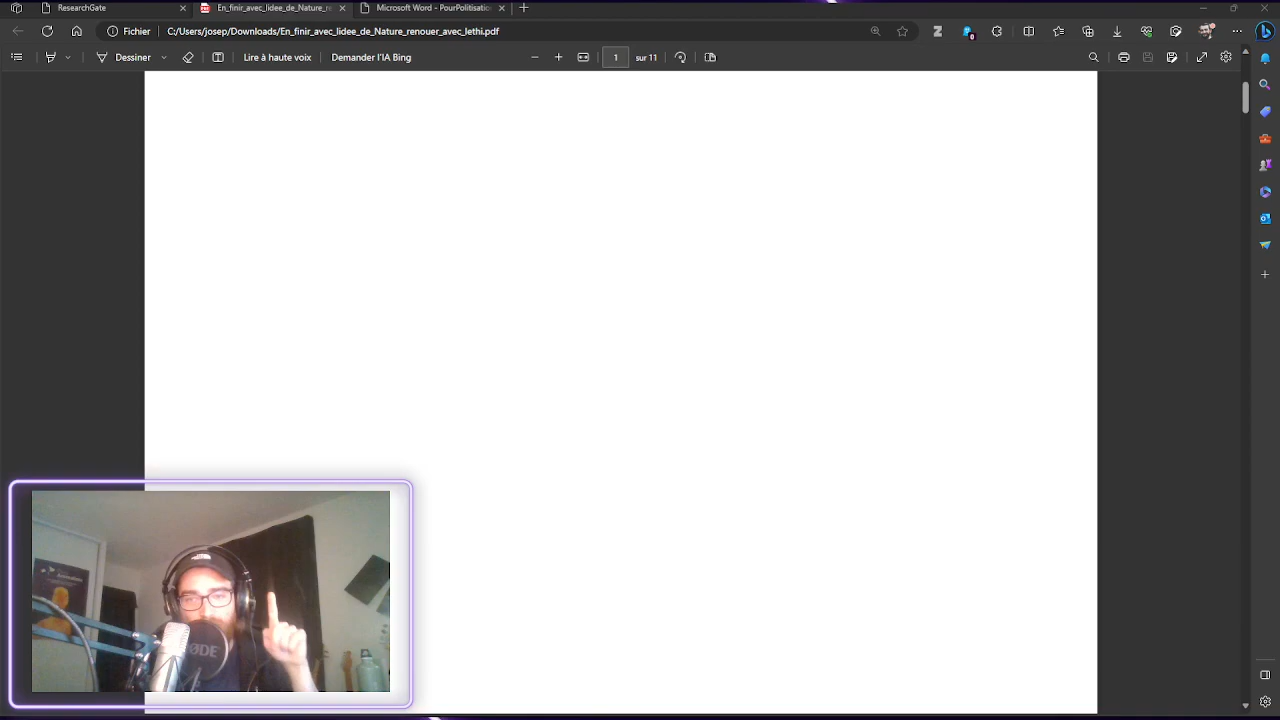 ResearchGate
En_finir_avec_lidee_de_Nature_re
Microsoft Word - PourPolitisatio
Fichier
C:/Users/josep/Downloads/En_finir_avec_lidee_de_Nature_renouer_avec_lethi.pdf
0
Dessiner
Lire à haute voix
Demander l'IA Bing
1
sur 11
RØDE